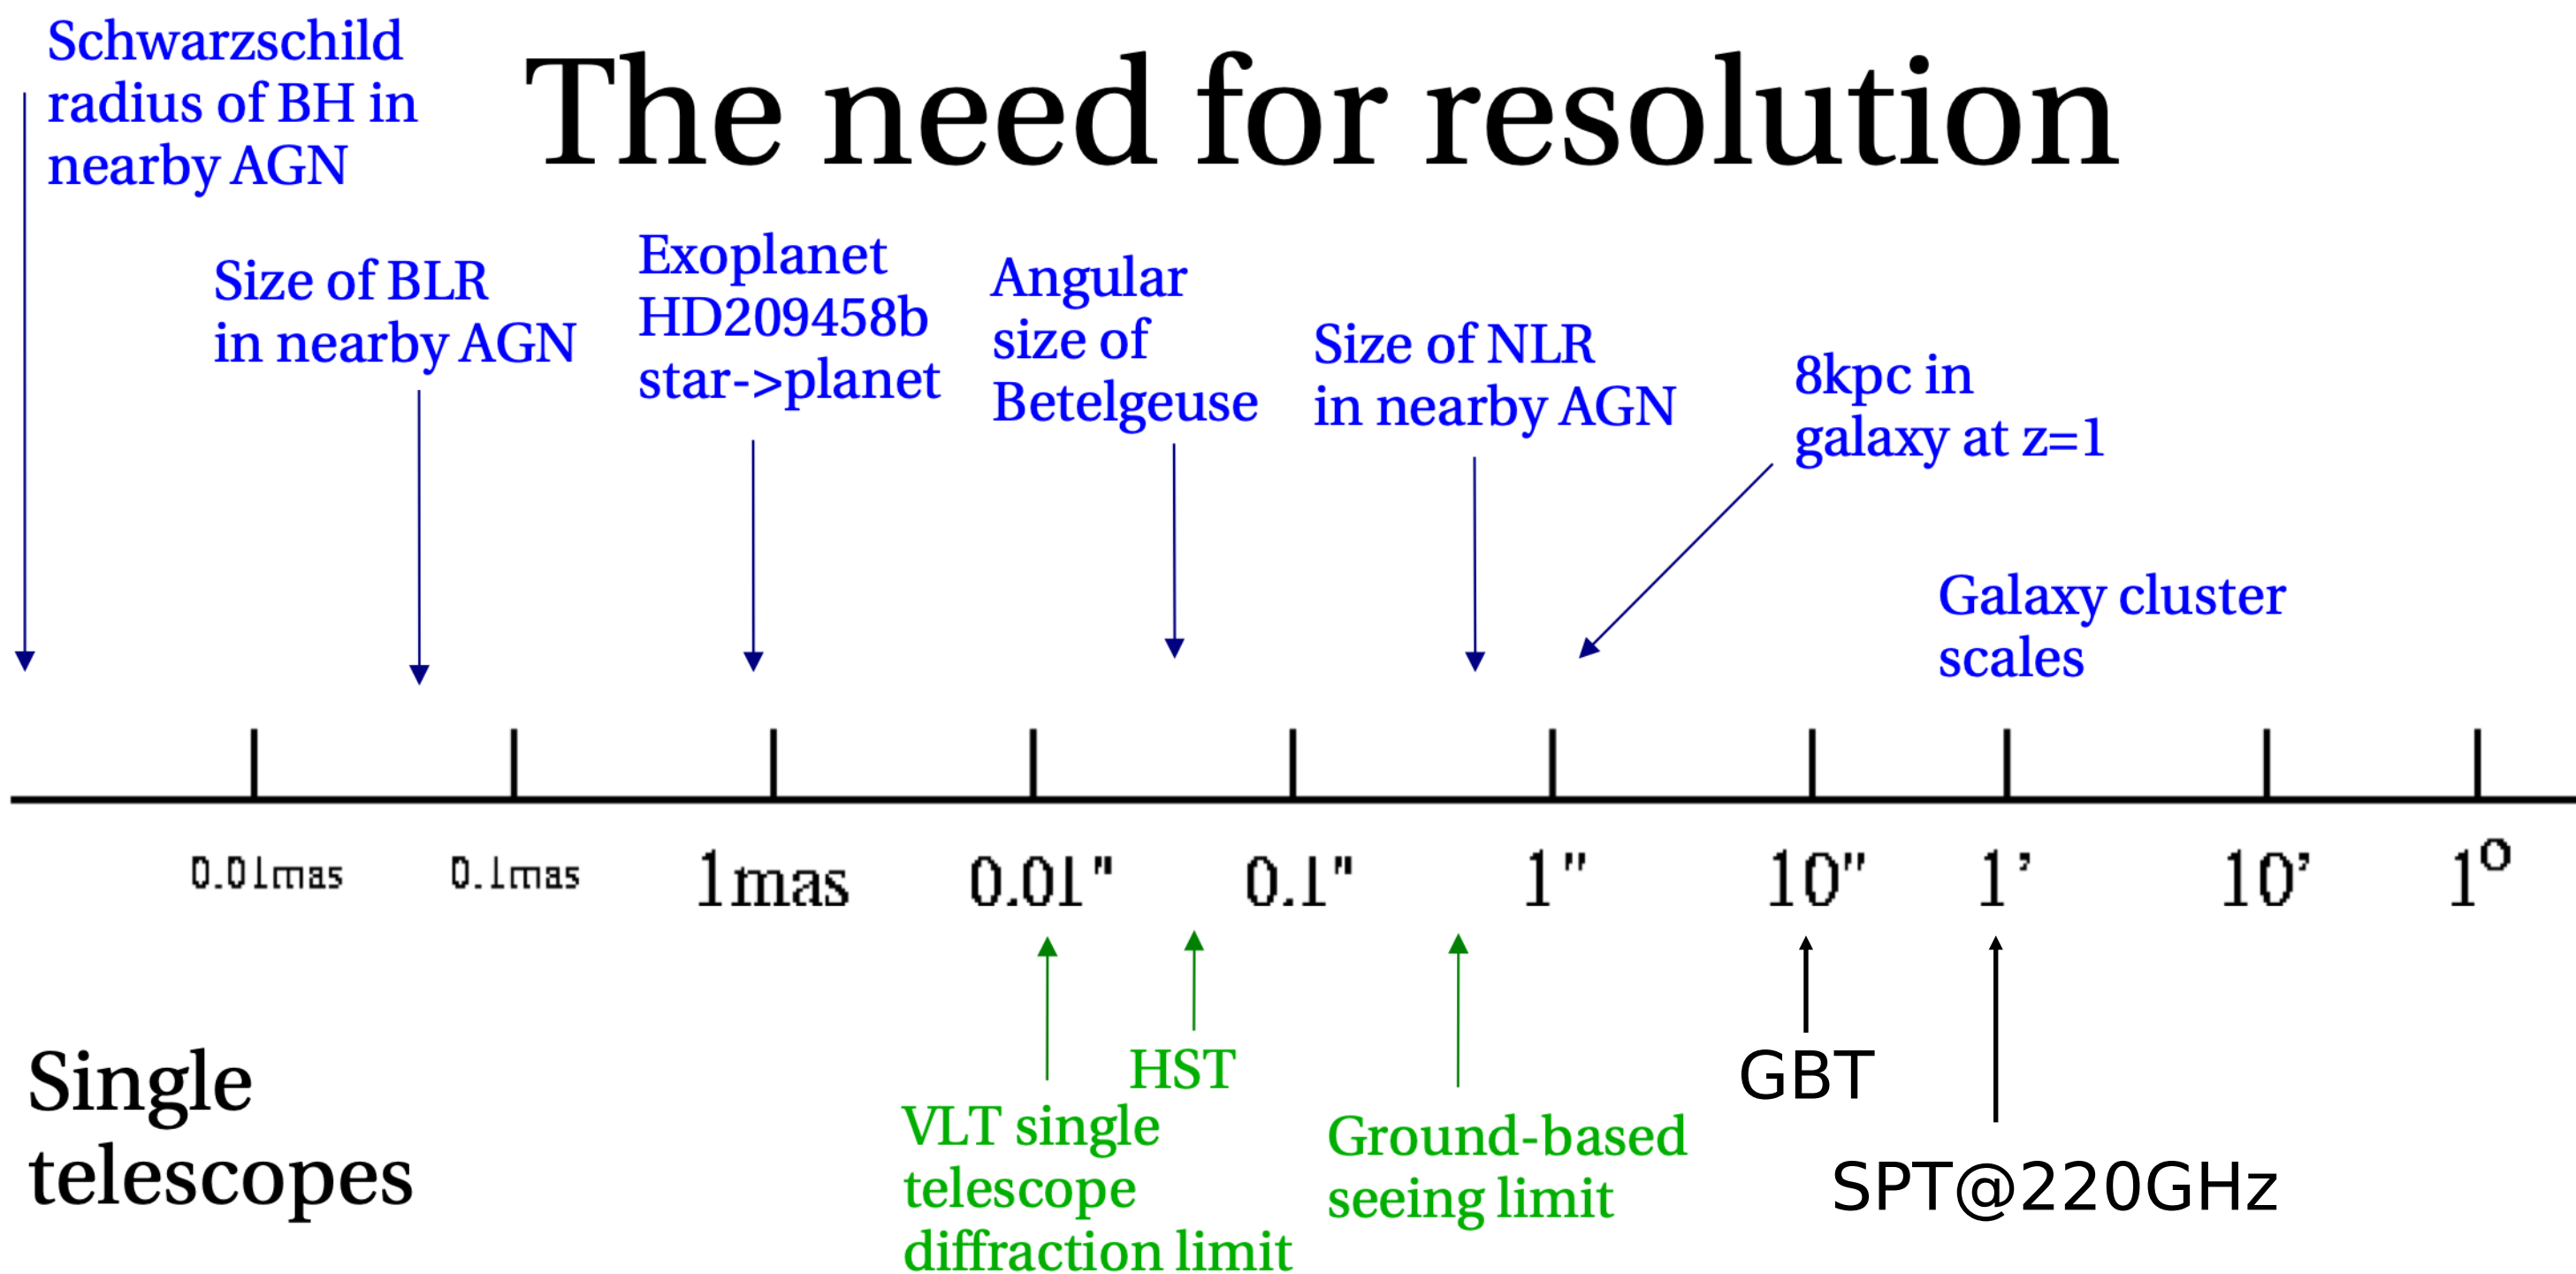 Schwarzschild
radius of BH in
nearby AGN
The need for resolution
Size of BLR
in nearby AGN
Exoplanet
HD209458b
star->planet
Angular
size of
Betelgeuse
Size of NLR
in nearby AGN
8kpc in
galaxy at z=1
Galaxy cluster
scales
0.01mas 0.1mas 1mas 0.01" 0.1" 1" 10" 1' 10' 1º
Single
telescopes
VLT single
telescope
diffraction limit
HST
Ground-based
seeing limit
GBT
SPT@220GHz